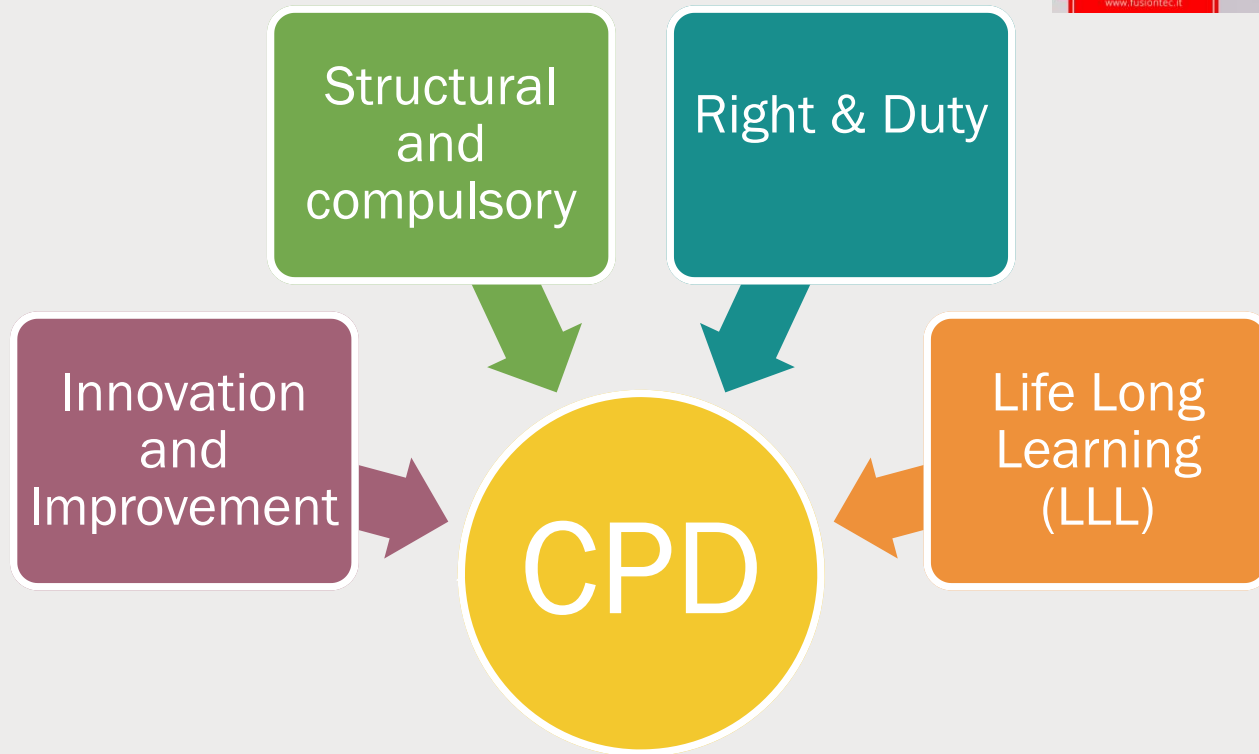 www.fusiontec.it
Structural
and
compulsory
Right & Duty
Innovation
and
Improvement
Life Long
Learning
(LLL)
CPD